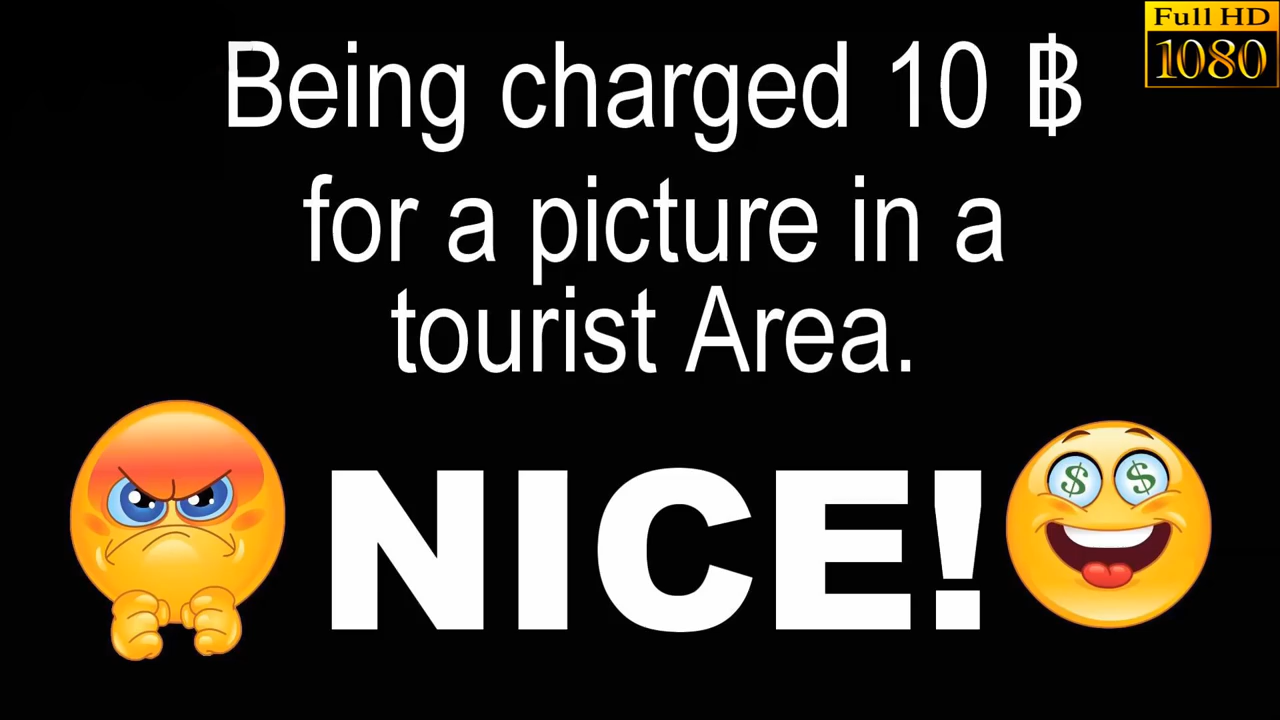 Full HD
1080
Being charged 10 ฿
for a picture in a
tourist Area.
NICE!
$ $